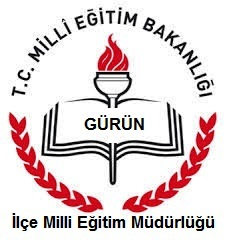 T.C. MİLLÎ EĞİTİM BAKANLIĞI
GÜRÜN
İlçe Milli Eğitim Müdürlüğü